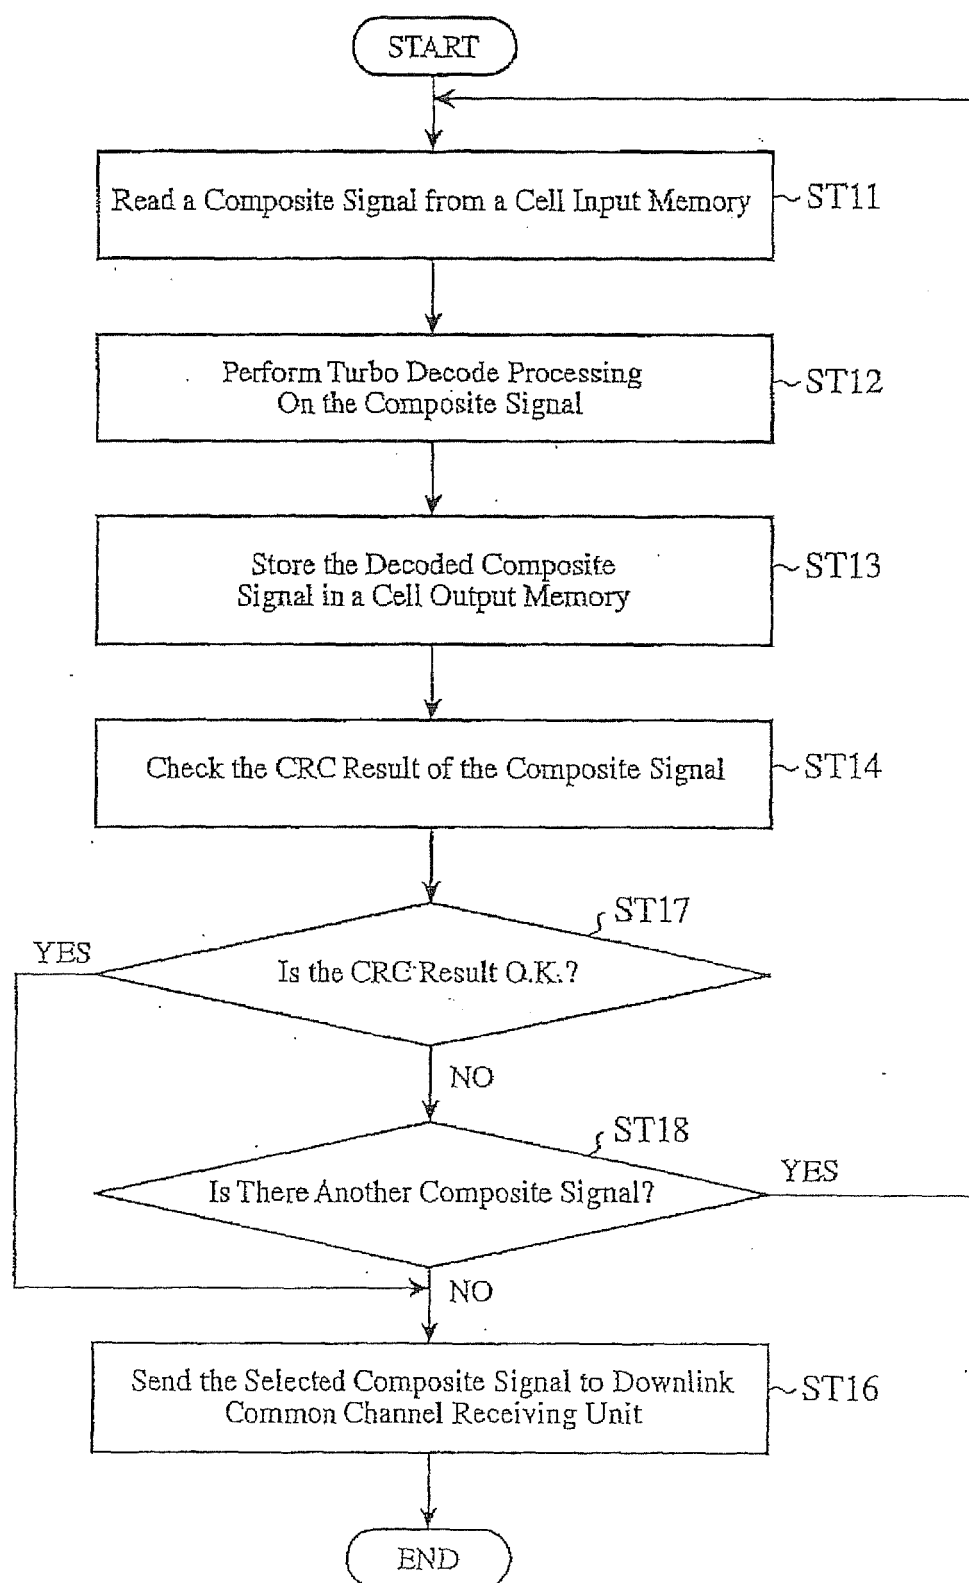 START
Read a Composite Signal from a Cell Input Memory
ST11
Perform Turbo Decode Processing
On the Composite Signal
ST12
Store the Decoded Composite
Signal in a Cell Output Memory
ST13
Check the CRC Result of the Composite Signal
ST14
ST17
YES
Is the CRC Result O.K.?
NO
ST18
YES
Is There Another Composite Signal?
NO
Send the Selected Composite Signal to Downlink
Common Channel Receiving Unit
ST16
END